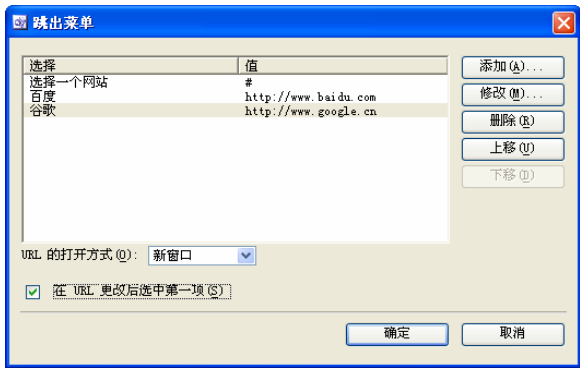 跳出菜单
选择 值
选择一个网站 #
百度 http://www.baidu.com
谷歌 http://www.google.cn
添加(A)...
修改(M)...
删除(R)
上移(U)
下移(D)
URL 的打开方式(O): 新窗口
在 URL 更改后选中第一项(S)
确定 取消